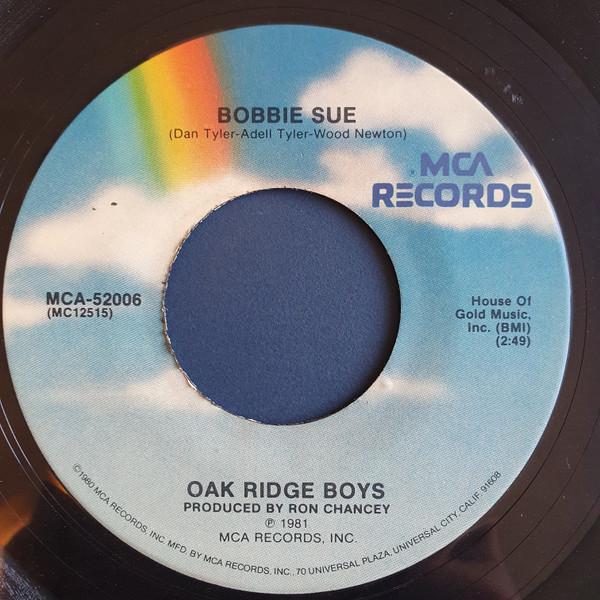 BOBBIE SUE
(Dan Tyler-Adell Tyler-Wood Newton)
® MCA
RECORDS
MCA-52006
(MC12515)
House Of
Gold Music,
Inc. (BMI)
(2:49)
OAK RIDGE BOYS
PRODUCED BY RON CHANCEY
℗ 1981
MCA RECORDS, INC.
©1980 MCA RECORDS, INC. MFD. BY MCA RECORDS, INC., 70 UNIVERSAL PLAZA, UNIVERSAL CITY, CALIF. 91608